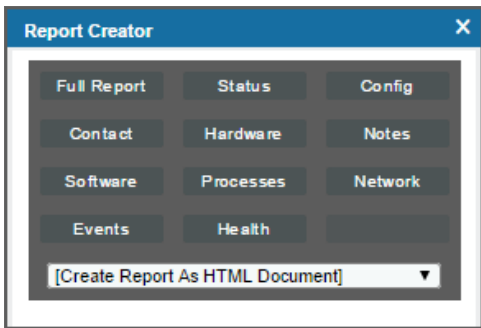 Report Creator ×
Full Report Status Config
Contact Hardware Notes
Software Processes Network
Events Health
[Create Report As HTML Document] ▼